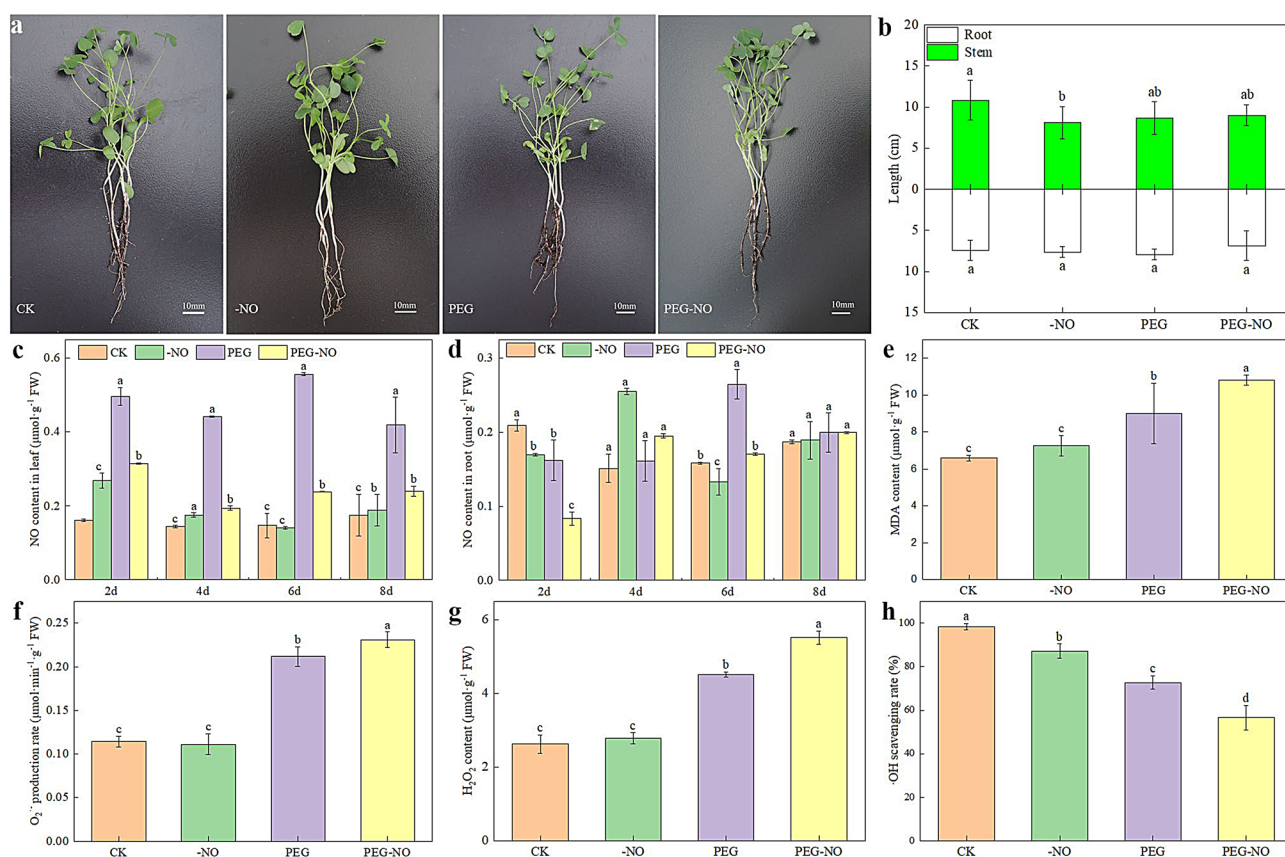 a
CK
10mm
-NO
10mm
PEG
10mm
PEG-NO
10mm
b
Root
Stem
20
15
10
5
0
5
10
15
Length (cm)
a
b
ab
ab
a
a
a
a
CK
-NO
PEG
PEG-NO
c
CK
-NO
PEG
PEG-NO
0.6
0.4
0.2
0.0
NO content in leaf (μmol·g⁻¹ FW)
c
a
b
c
a
a
b
c
c
a
b
b
b
a
b
2d
4d
6d
8d
d
CK
-NO
PEG
PEG-NO
0.3
0.2
0.1
0.0
NO content in root (μmol·g⁻¹ FW)
a
b
b
c
a
a
a
a
b
c
a
b
a
a
a
a
2d
4d
6d
8d
e
12
10
8
6
4
2
0
MDA content (μmol·g⁻¹ FW)
c
c
b
a
CK
-NO
PEG
PEG-NO
f
0.25
0.20
0.15
0.10
0.05
0.00
O₂·⁻ production rate (μmol·min⁻¹·g⁻¹ FW)
c
c
b
a
CK
-NO
PEG
PEG-NO
g
6
4
2
0
H₂O₂ content (μmol·g⁻¹ FW)
c
c
b
a
CK
-NO
PEG
PEG-NO
h
100
80
60
40
20
0
·OH scavenging rate (%)
a
b
c
d
CK
-NO
PEG
PEG-NO